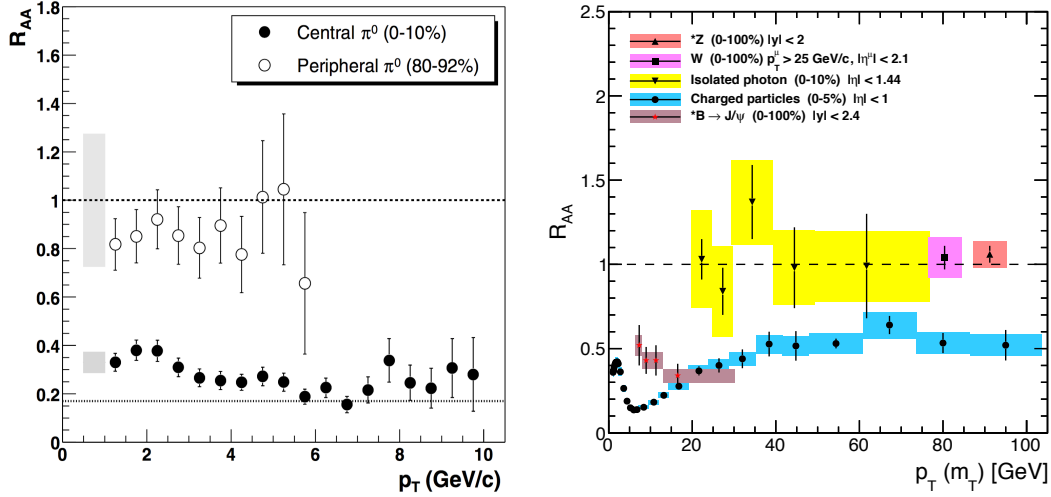 R_AA
1.8
1.6
1.4
1.2
1
0.8
0.6
0.4
0.2
0
Central π⁰ (0-10%)
Peripheral π⁰ (80-92%)
0 2 4 6 8 10
p_T (GeV/c)
R_AA
2.5
2
1.5
1
0.5
0
*Z (0-100%) |y| < 2
W (0-100%) p_T^μ > 25 GeV/c, |η^μ| < 2.1
Isolated photon (0-10%) |η| < 1.44
Charged particles (0-5%) |η| < 1
*B → J/ψ (0-100%) |y| < 2.4
0 20 40 60 80 100
p_T (m_T) [GeV]